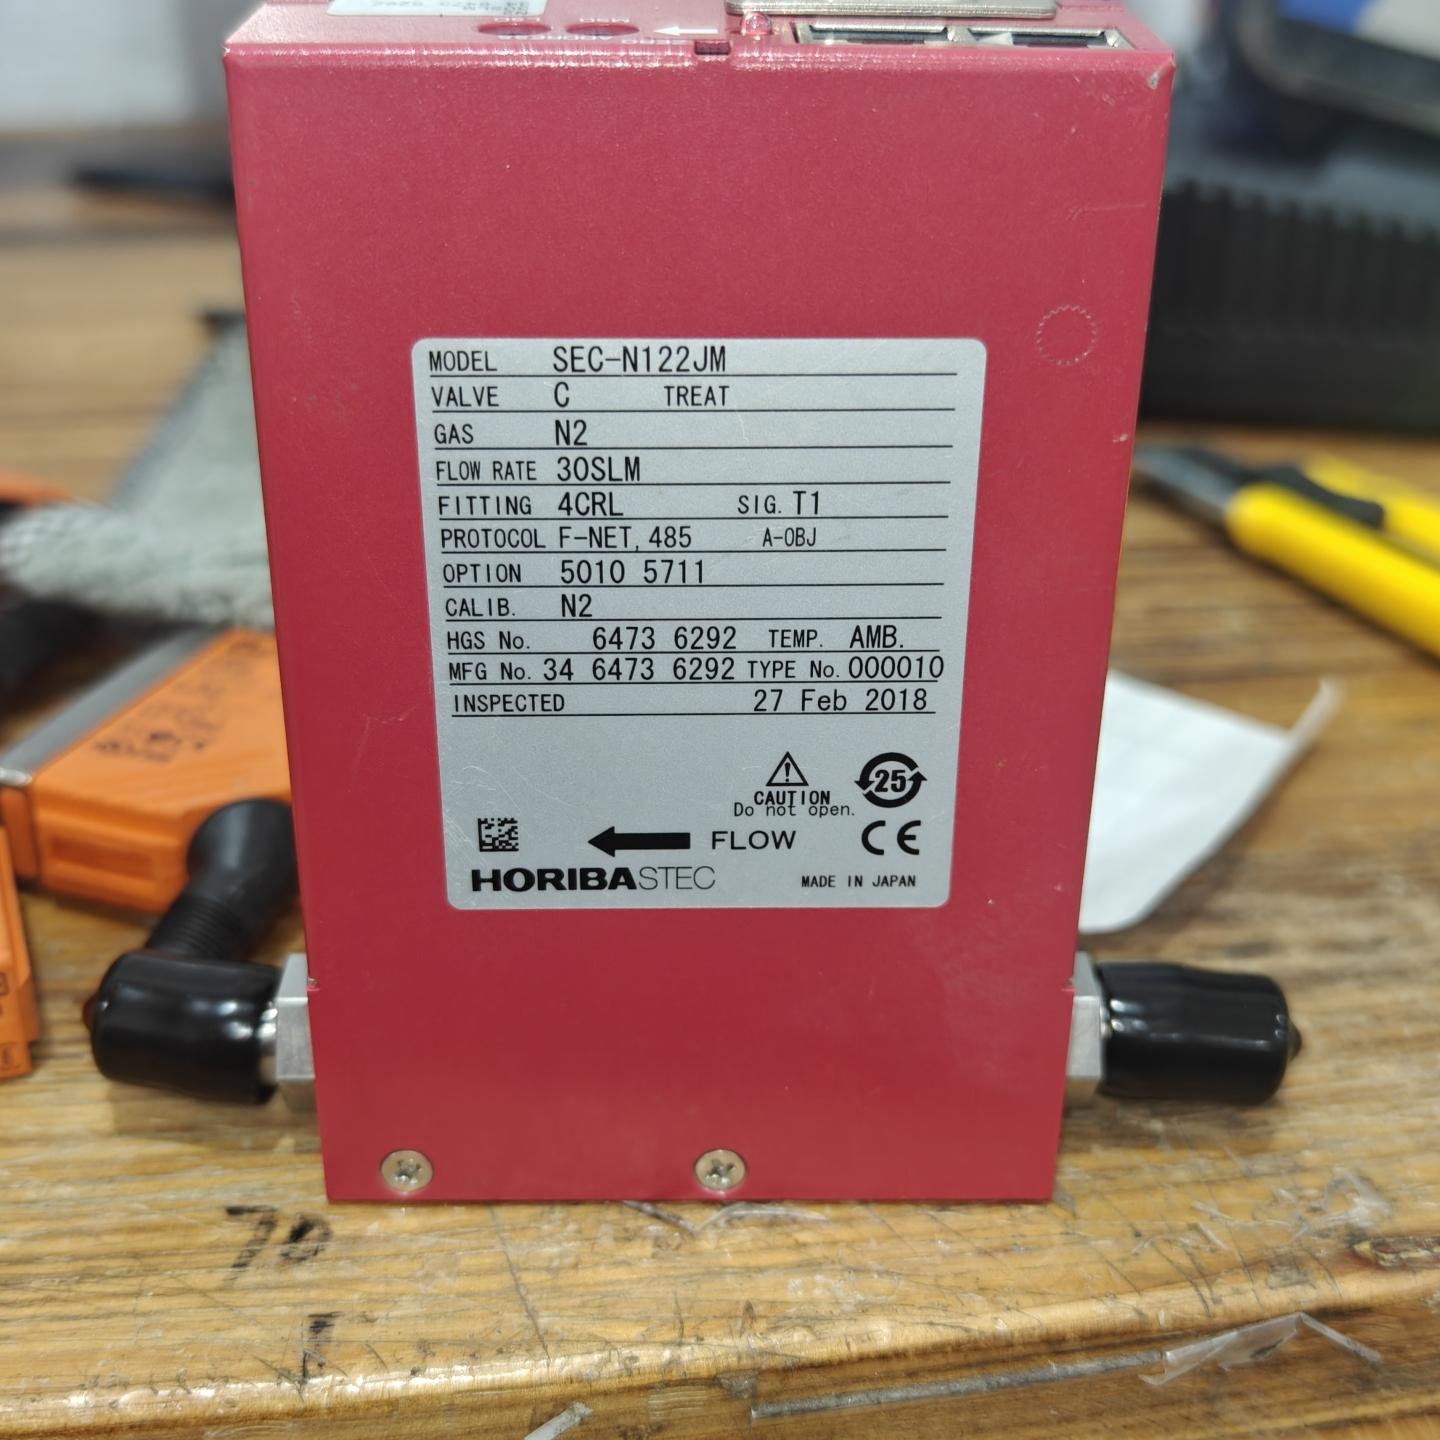 MODEL SEC-N122JM
VALVE C TREAT
GAS N2
FLOW RATE 30SLM
FITTING 4CRL SIG. T1
PROTOCOL F-NET, 485 A-OBJ
OPTION 5010 5711
CALIB. N2
HGS No. 6473 6292 TEMP. AMB.
MFG No. 34 6473 6292 TYPE No. 000010
INSPECTED 27 Feb 2018
25
CAUTION
Do not open.
FLOW
CE
HORIBASTEC
MADE IN JAPAN